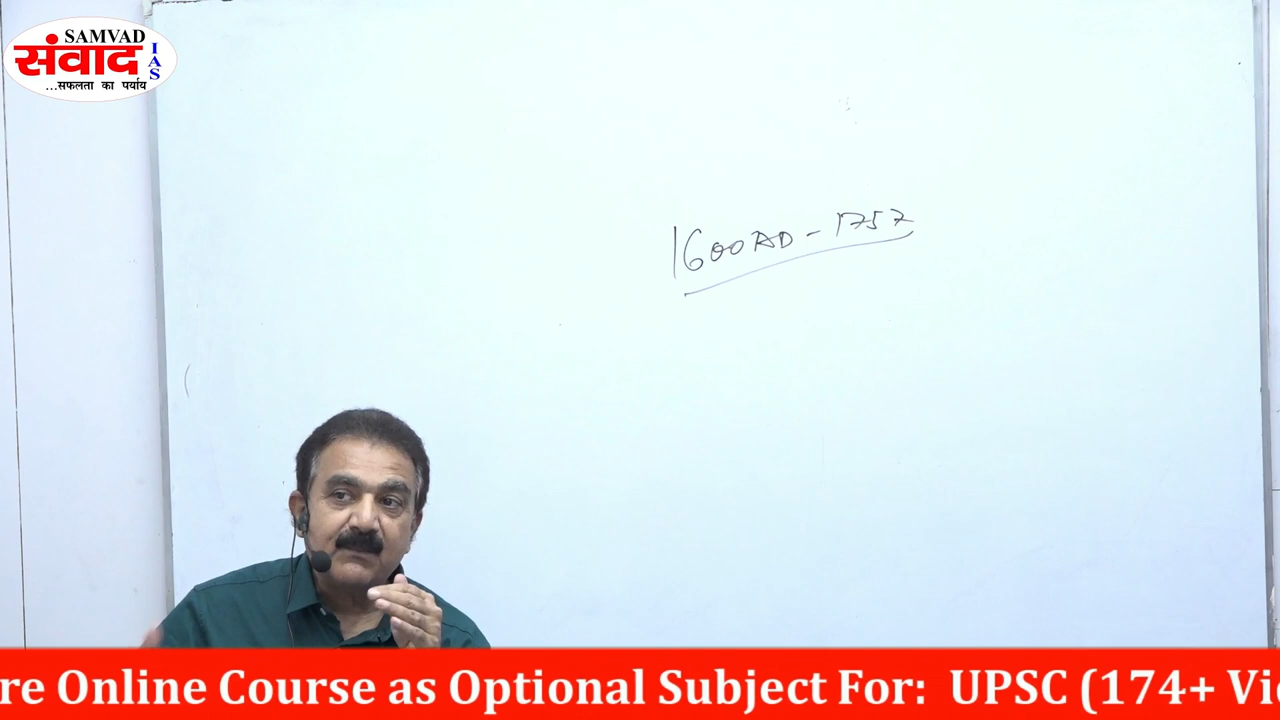 SAMVAD
संवाद
IAS
...सफलता का पर्याय
1600AD - 1757
re Online Course as Optional Subject For: UPSC (174+ Vi